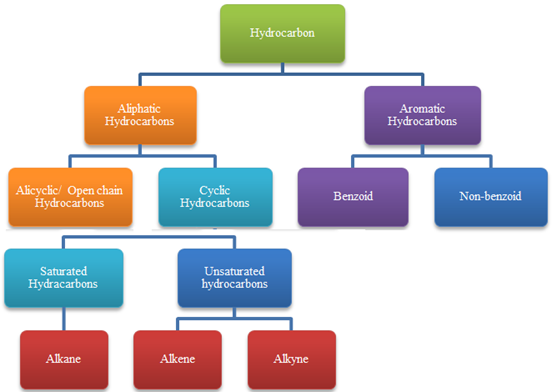 Hydrocarbon
Aliphatic
Hydrocarbons
Aromatic
Hydrocarbons
Alicyclic/ Open chain
Hydrocarbons
Cyclic
Hydrocarbons
Benzoid
Non-benzoid
Saturated
Hydracarbons
Unsaturated
hydrocarbons
Alkane
Alkene
Alkyne